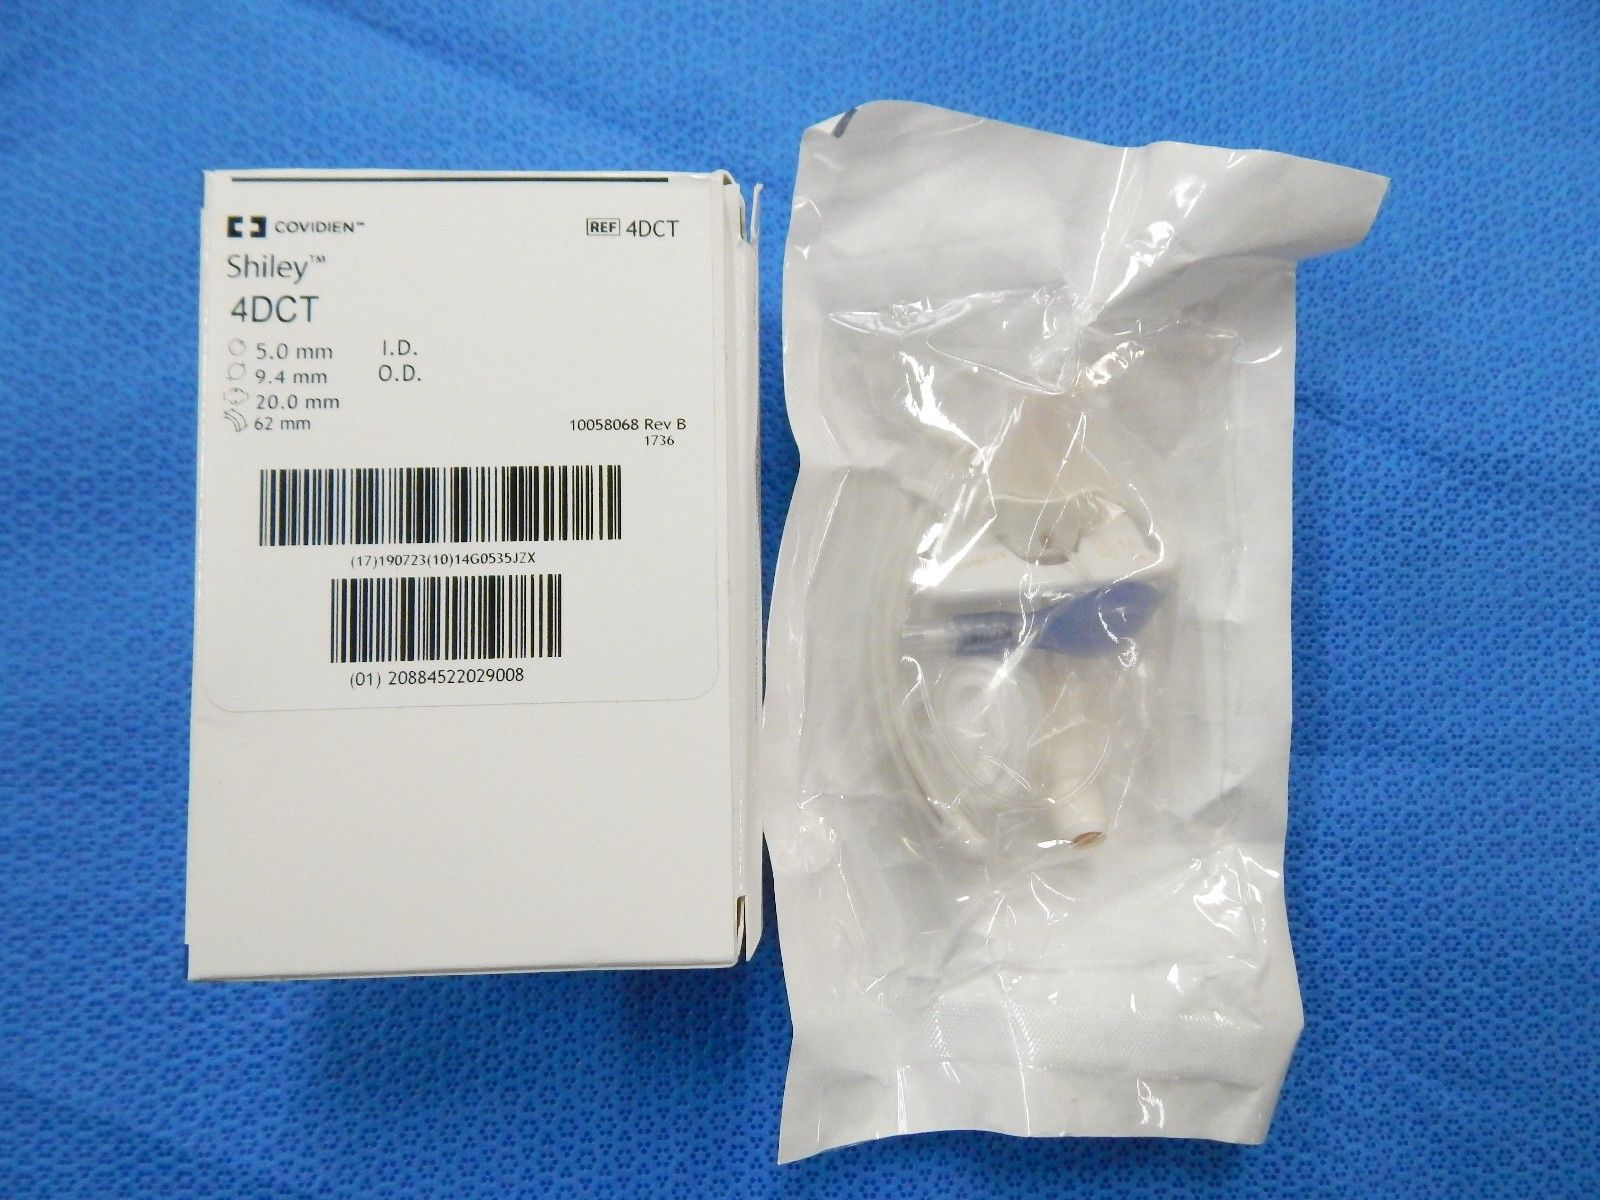 COVIDIEN™
REF 4DCT
Shiley™
4DCT
5.0 mm I.D.
9.4 mm O.D.
20.0 mm
62 mm
10058068 Rev B
1736
(17)190723(10)14G0535JZX
(01) 20884522029008